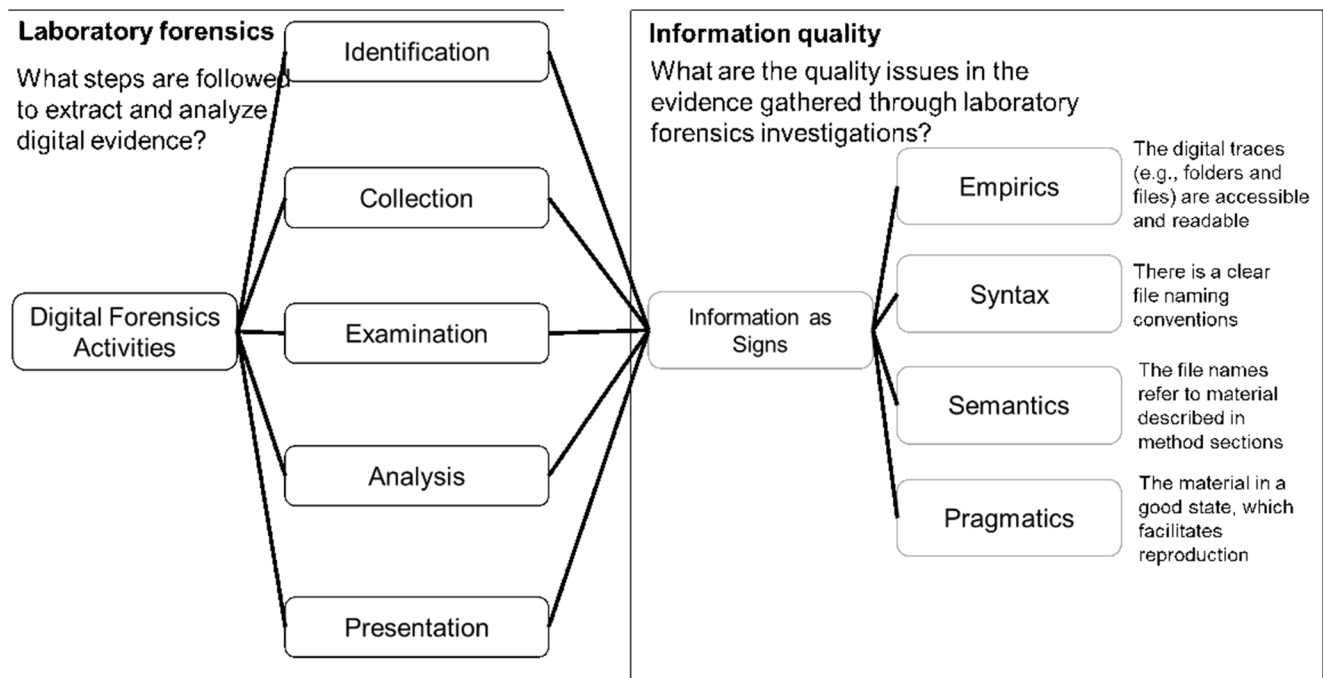 Laboratory forensics
What steps are followed
to extract and analyze
digital evidence?
Digital Forensics
Activities
Identification
Collection
Examination
Analysis
Presentation
Information quality
What are the quality issues in the
evidence gathered through laboratory
forensics investigations?
Information as
Signs
Empirics
The digital traces
(e.g., folders and
files) are accessible
and readable
Syntax
There is a clear
file naming
conventions
Semantics
The file names
refer to material
described in
method sections
Pragmatics
The material in a
good state, which
facilitates
reproduction